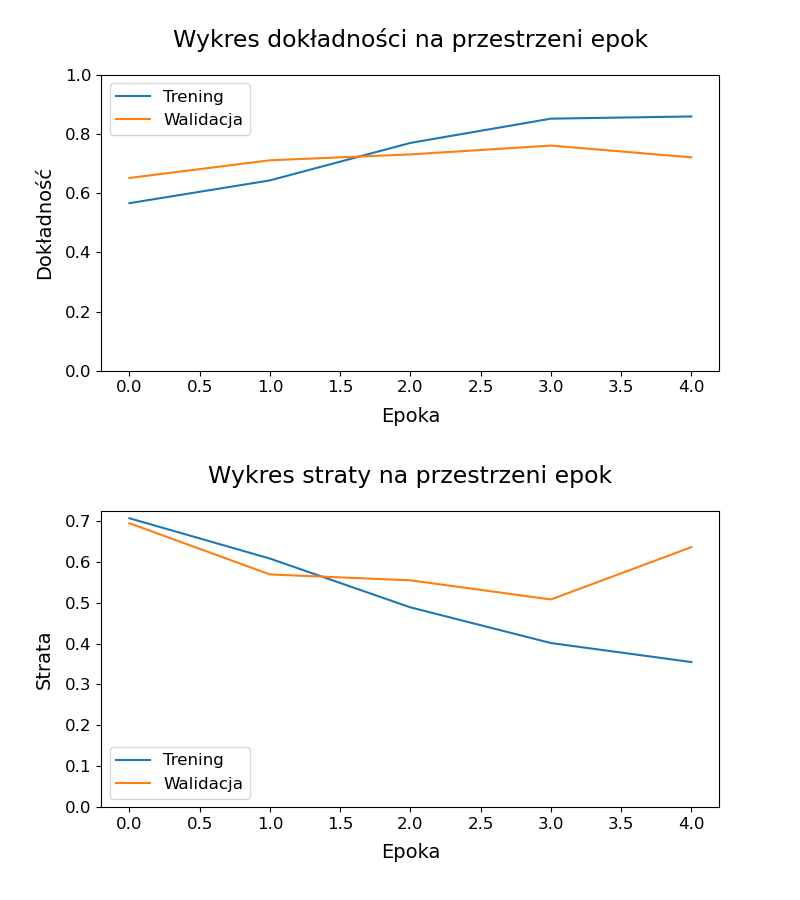 Wykres dokładności na przestrzeni epok
1.0
0.8
0.6
0.4
0.2
0.0
Dokładność
Trening
Walidacja
0.0 0.5 1.0 1.5 2.0 2.5 3.0 3.5 4.0
Epoka
Wykres straty na przestrzeni epok
0.7
0.6
0.5
0.4
0.3
0.2
0.1
0.0
Strata
Trening
Walidacja
0.0 0.5 1.0 1.5 2.0 2.5 3.0 3.5 4.0
Epoka